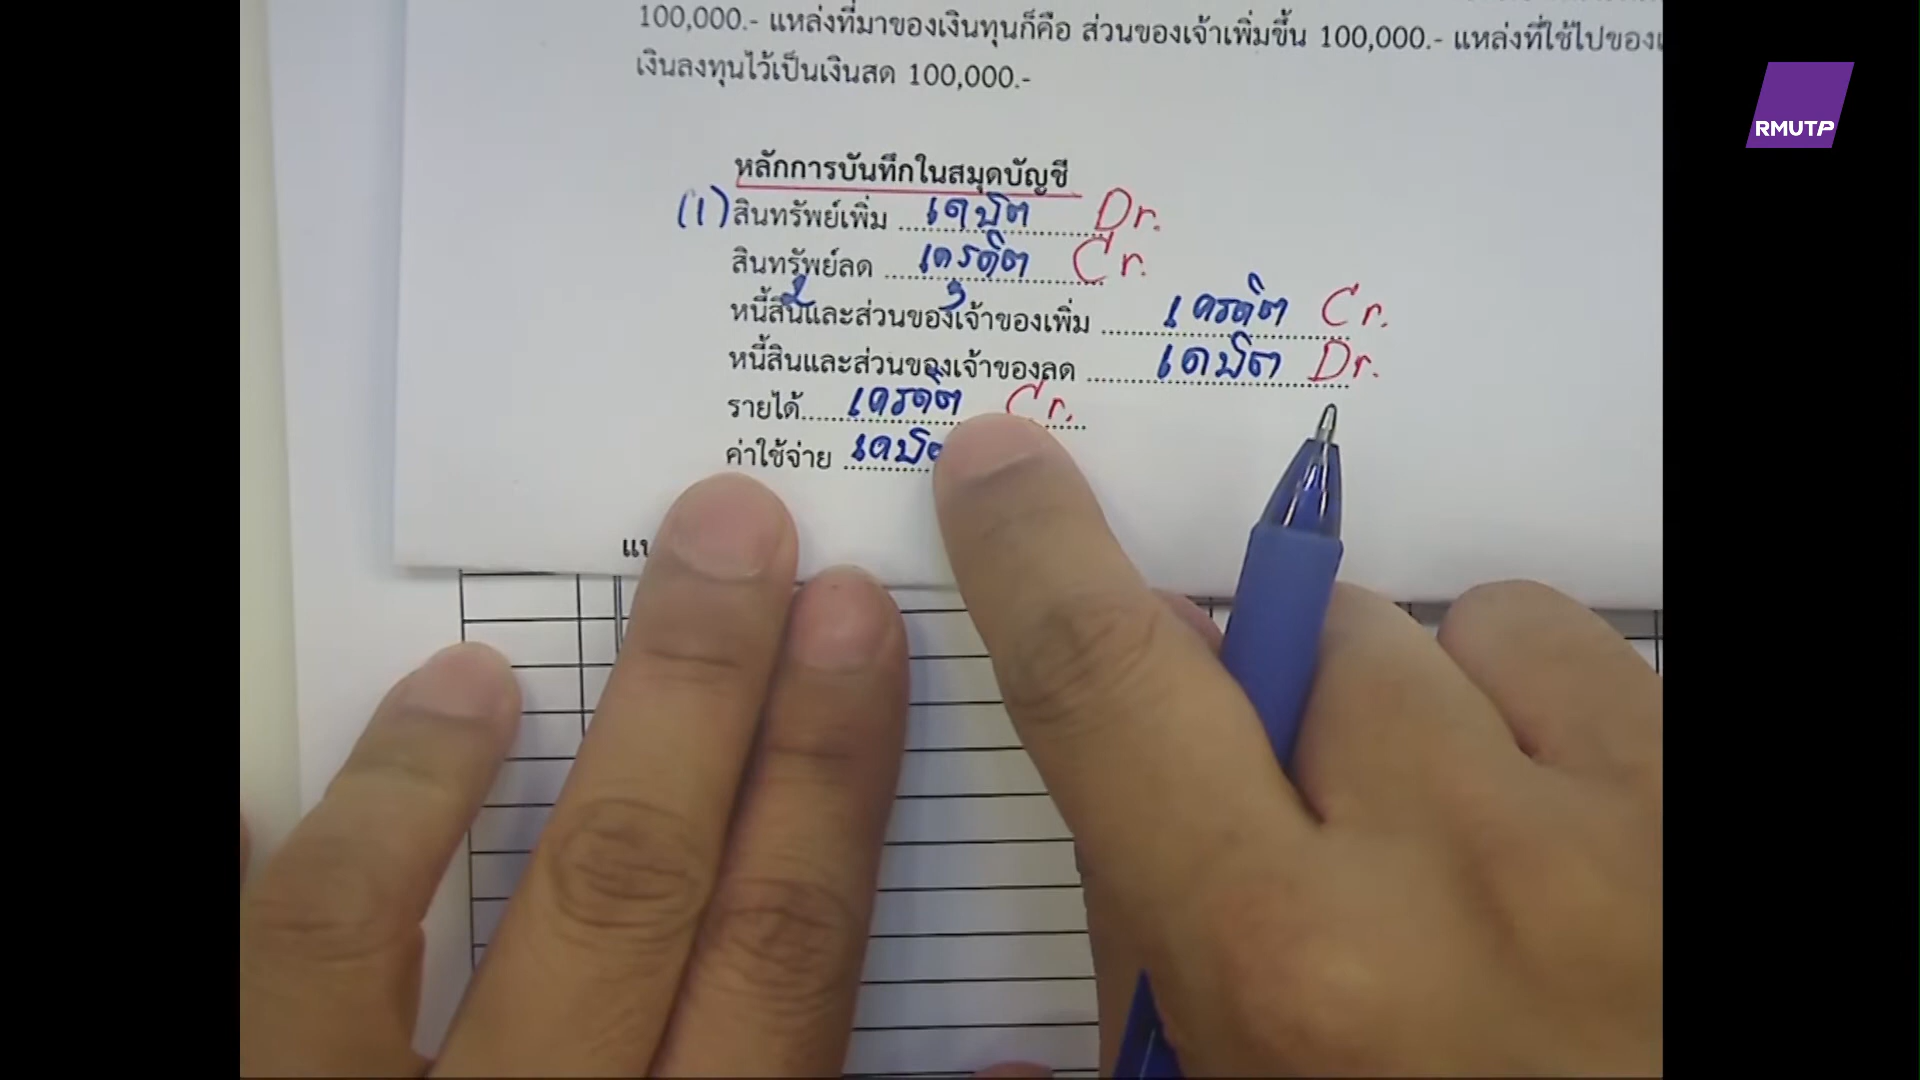 100,000.- แหล่งที่มาของเงินทุนก็คือ ส่วนของเจ้าเพิ่มขึ้น 100,000.- แหล่งที่ใช้ไปของ
เงินลงทุนไว้เป็นเงินสด 100,000.-
RMUTP
หลักการบันทึกในสมุดบัญชี
(1) สินทรัพย์เพิ่ม เดบิต Dr.
สินทรัพย์ลด เครดิต Cr.
หนี้สินและส่วนของเจ้าของเพิ่ม เครดิต Cr.
หนี้สินและส่วนของเจ้าของลด เดบิต Dr.
รายได้ เครดิต Cr.
ค่าใช้จ่าย เดบิ